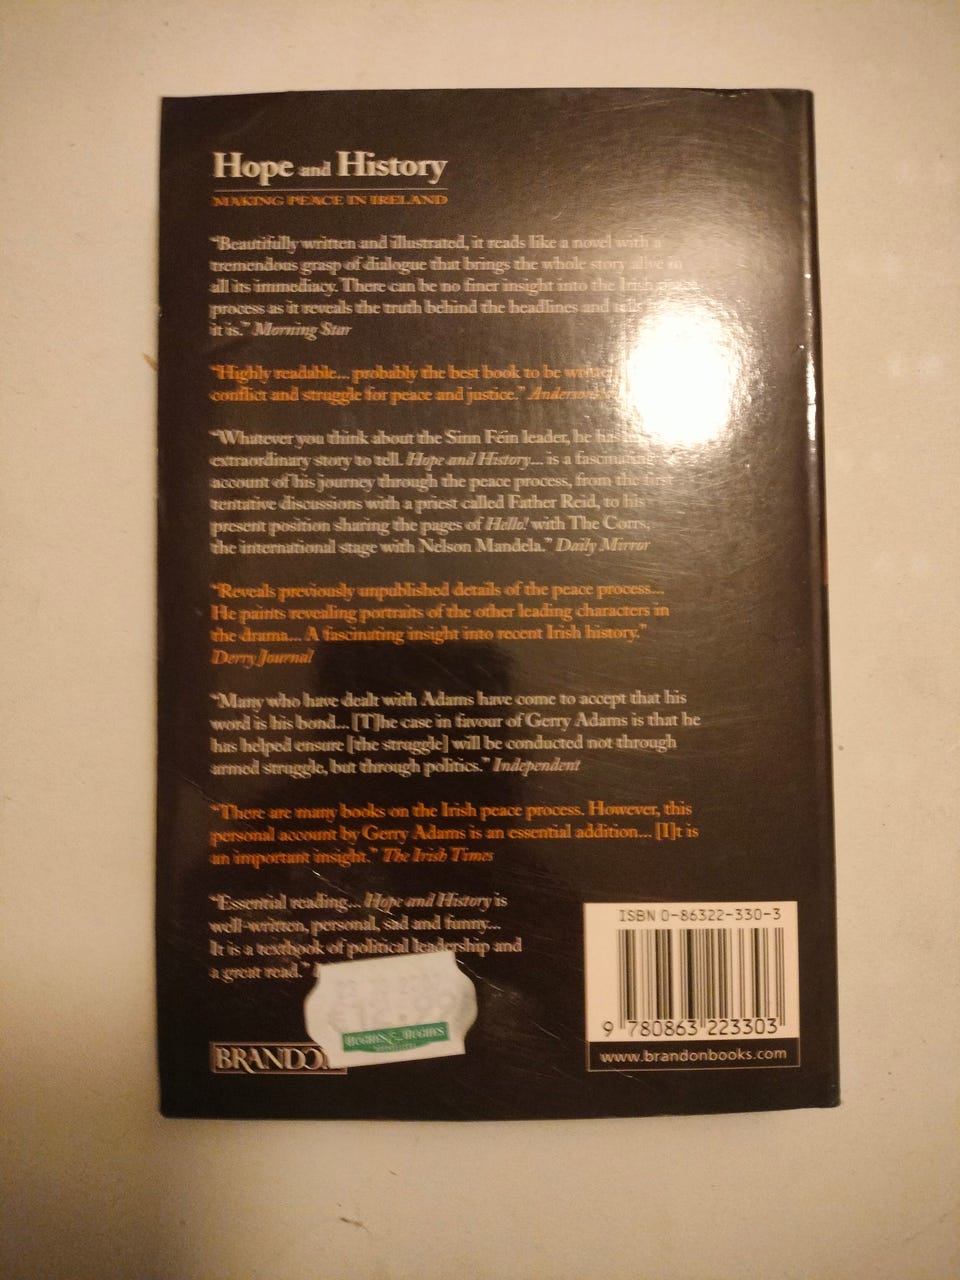 Hope and History
MAKING PEACE IN IRELAND
“Beautifully written and illustrated, it reads like a novel with a
tremendous grasp of dialogue that brings the whole story alive in
all its immediacy. There can be no finer insight into the Irish peace
process as it reveals the truth behind the headlines and tells
it is.” Morning Star
“Highly readable... probably the best book to be written
conflict and struggle for peace and justice.”
“Whatever you think about the Sinn Féin leader, he has
extraordinary story to tell. Hope and History... is a fascinating
account of his journey through the peace process, from the first
tentative discussions with a priest called Father Reid, to his
present position sharing the pages of Hello! with The Corrs,
the international stage with Nelson Mandela.” Daily Mirror
“Reveals previously unpublished details of the peace process...
He paints revealing portraits of the other leading characters in
the drama... A fascinating insight into recent Irish history.”
Derry Journal
“Many who have dealt with Adams have come to accept that his
word is his bond... [T]he case in favour of Gerry Adams is that he
has helped ensure [the struggle] will be conducted not through
armed struggle, but through politics.” Independent
“There are many books on the Irish peace process. However, this
personal account by Gerry Adams is an essential addition... [I]t is
an important insight.” The Irish Times
“Essential reading... Hope and History is
well-written, personal, sad and funny...
It is a textbook of political leadership and
a great read.”
HUGHES & HUGHES
BRANDON
ISBN 0-86322-330-3
9 780863 223303
www.brandonbooks.com